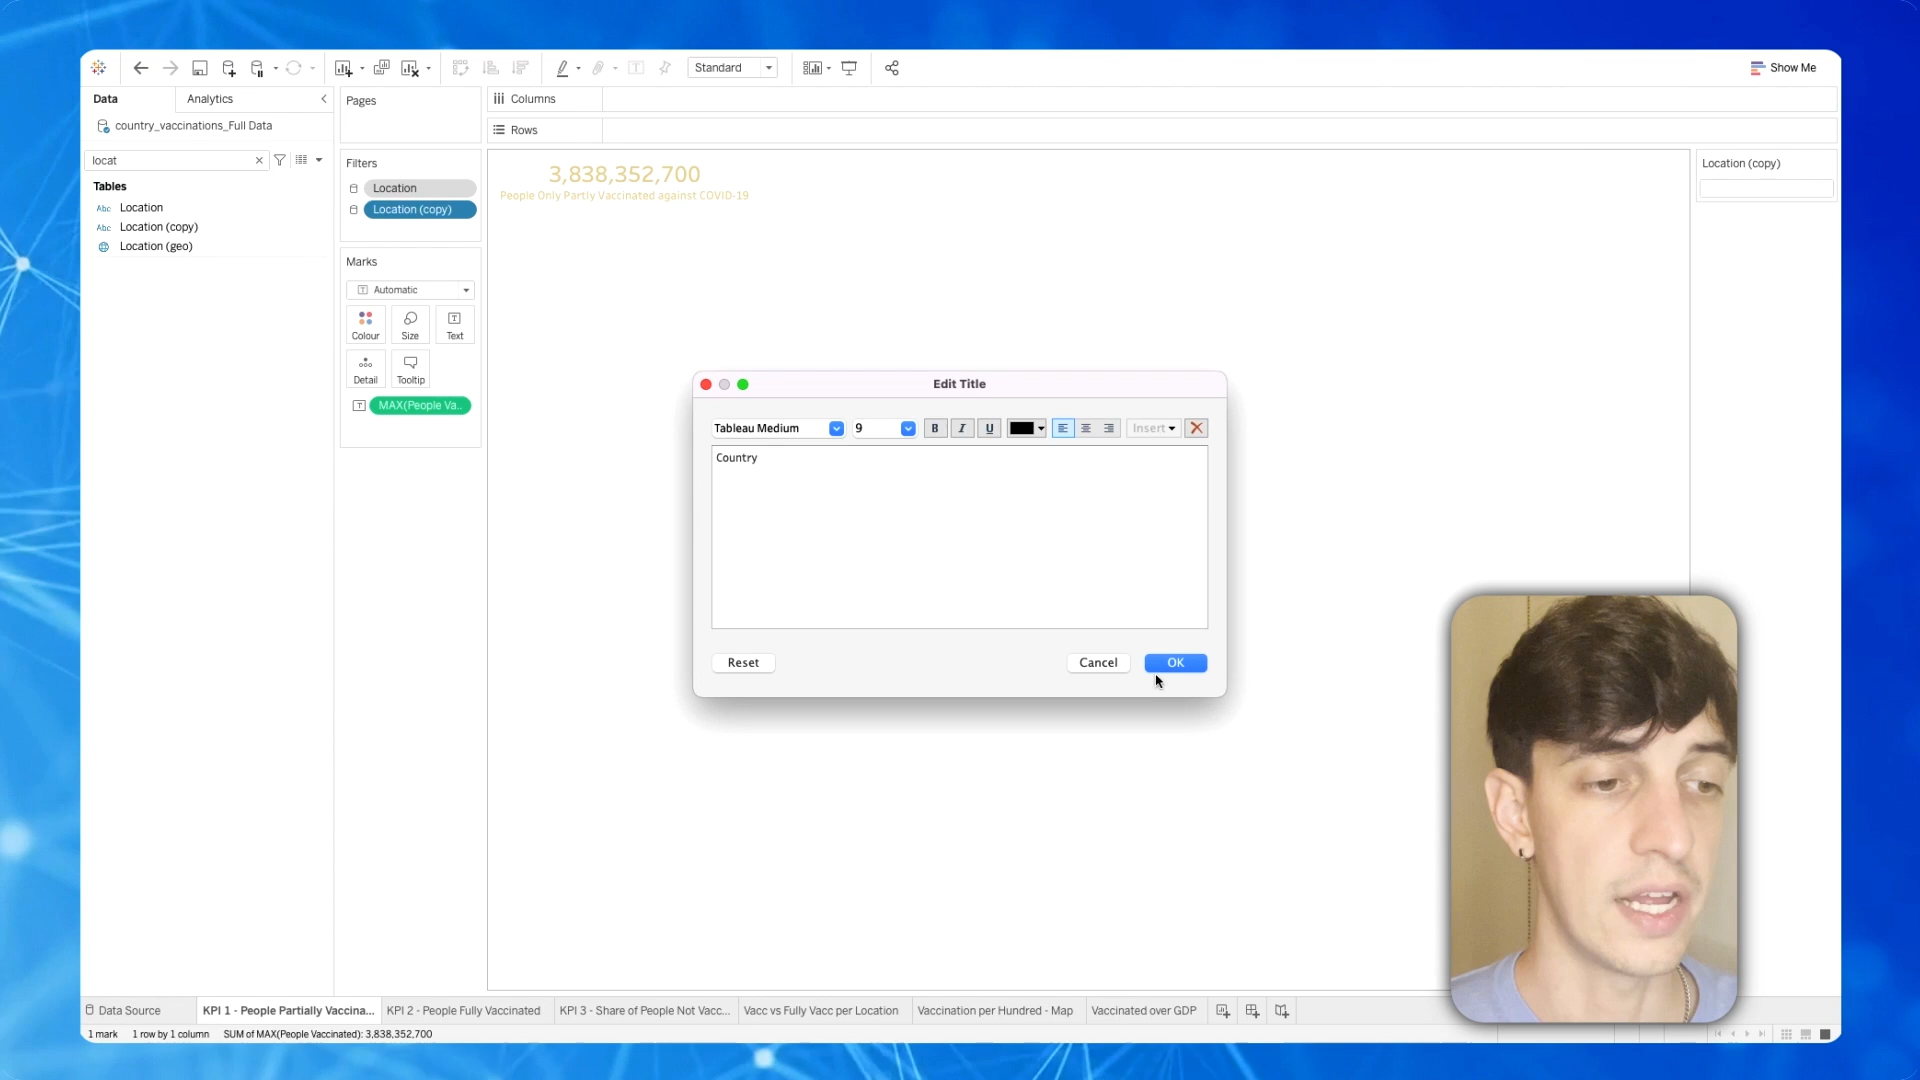 Standard
Show Me
Data
Analytics
Pages
Columns
country_vaccinations_Full Data
Rows
locat
Filters
3,838,352,700
Location (copy)
Tables
Location
People Only Partly Vaccinated against COVID-19
Abc Location
Location (copy)
Abc Location (copy)
Location (geo)
Marks
Automatic
Colour
Size
Text
Detail
Tooltip
MAX(People Va..
Edit Title
Tableau Medium
9
B
I
U
Insert
Country
Reset
Cancel
OK
Data Source
KPI 1 - People Partially Vaccina...
KPI 2 - People Fully Vaccinated
KPI 3 - Share of People Not Vacc...
Vacc vs Fully Vacc per Location
Vaccination per Hundred - Map
Vaccinated over GDP
1 mark
1 row by 1 column
SUM of MAX(People Vaccinated): 3,838,352,700